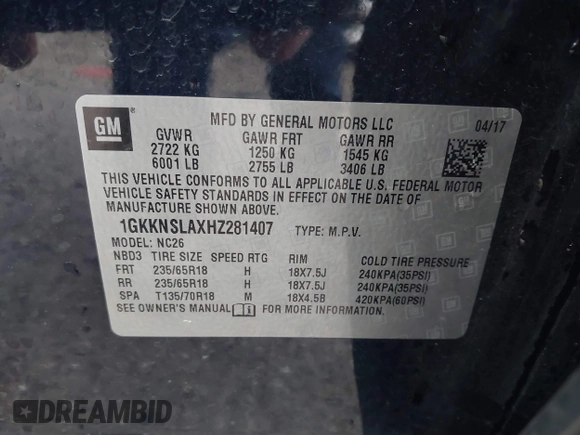 GM
MFD BY GENERAL MOTORS LLC 04/17
GVWR GAWR FRT GAWR RR
2722 KG 1250 KG 1545 KG
6001 LB 2755 LB 3406 LB
THIS VEHICLE CONFORMS TO ALL APPLICABLE U.S. FEDERAL MOTOR
VEHICLE SAFETY STANDARDS IN EFFECT ON THE DATE OF
MANUFACTURE SHOWN ABOVE.
1GKKNSLAXHZ281407 TYPE: M.P.V.
MODEL: NC26
NBD3 TIRE SIZE SPEED RTG RIM COLD TIRE PRESSURE
FRT 235/65R18 H 18X7.5J 240KPA(35PSI)
RR 235/65R18 H 18X7.5J 240KPA(35PSI)
SPA T135/70R18 M 18X4.5B 420KPA(60PSI)
SEE OWNER'S MANUAL FOR MORE INFORMATION.
DREAMBID